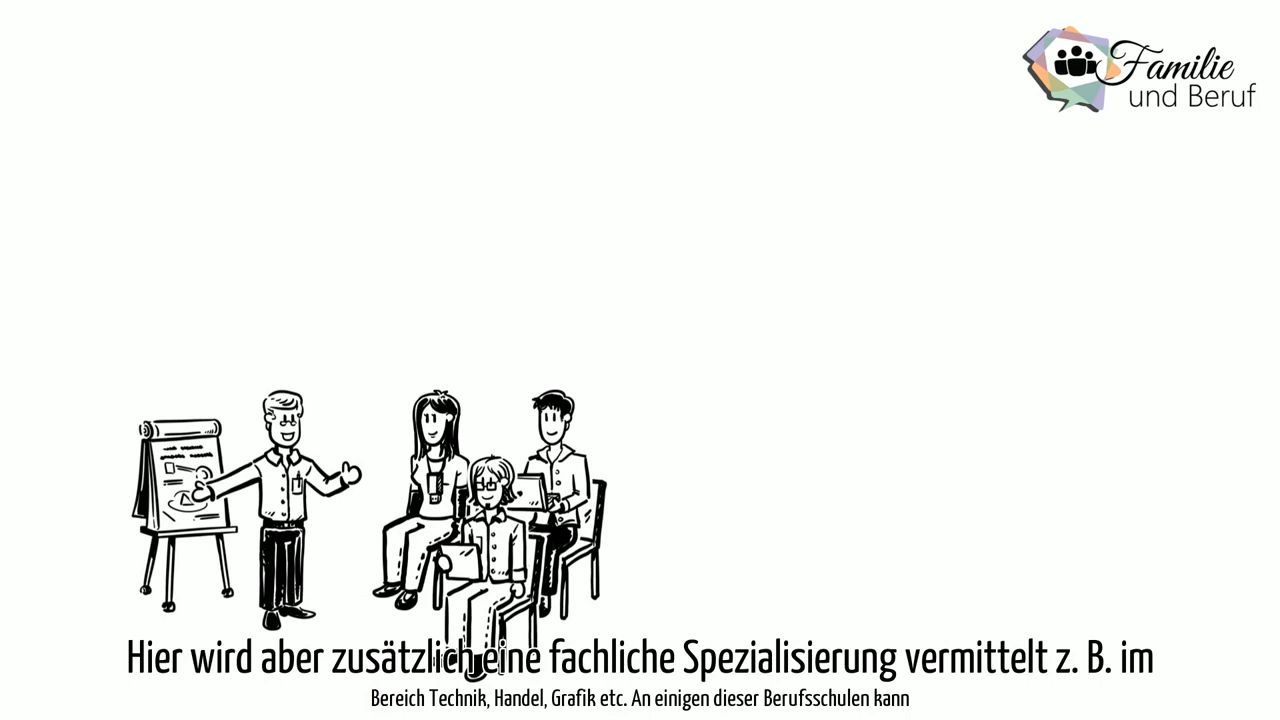 Familie
und Beruf
Hier wird aber zusätzlich eine fachliche Spezialisierung vermittelt z. B. im
Bereich Technik, Handel, Grafik etc. An einigen dieser Berufsschulen kann